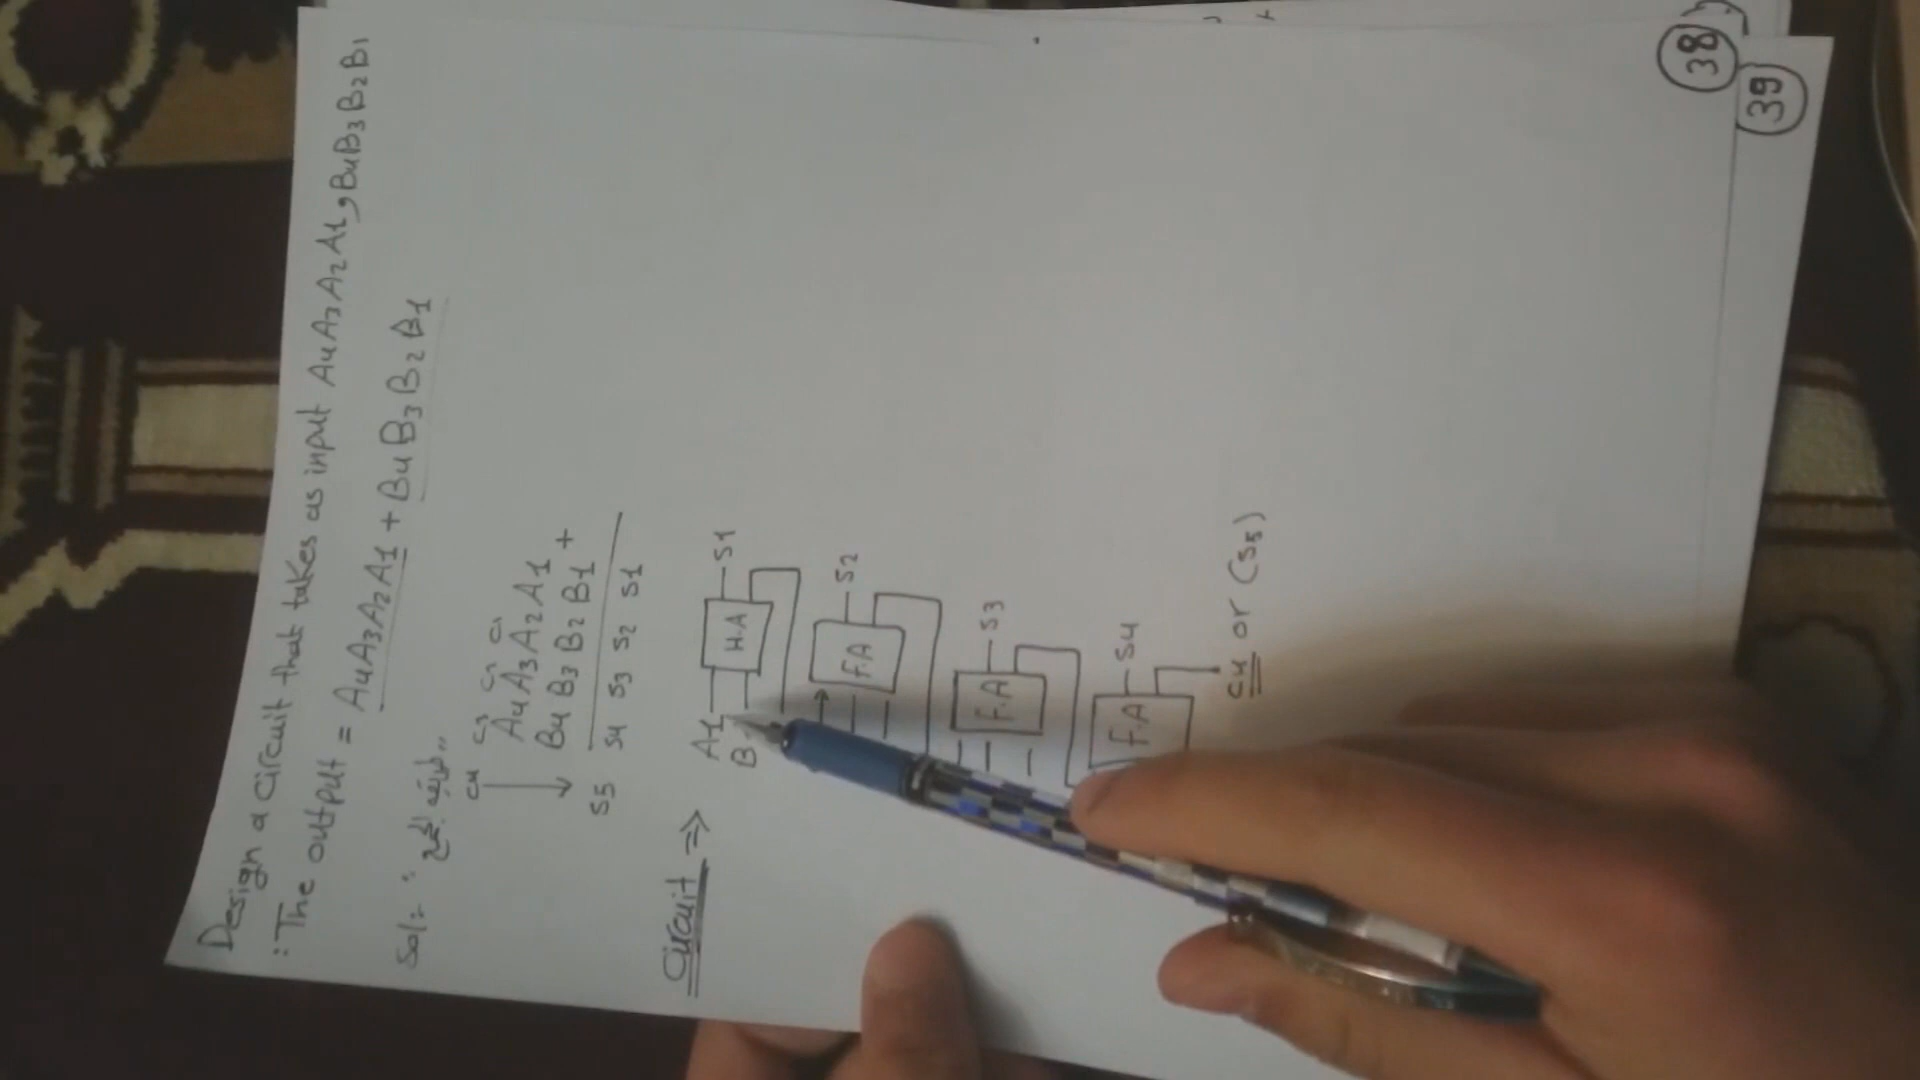 Design a circuit that takes as input A4A3A2A1, B4B3B2B1
: The output = A4A3A2A1 + B4B3B2B1
Sol:-
C4 C3 C2 C1
A4 A3 A2 A1
B4 B3 B2 B1 +
S5 S4 S3 S2 S1
Circuit ⇒
A1 H.A S1
B
F.A S2
F.A S3
F.A S4
C4 or (S5)
38
39